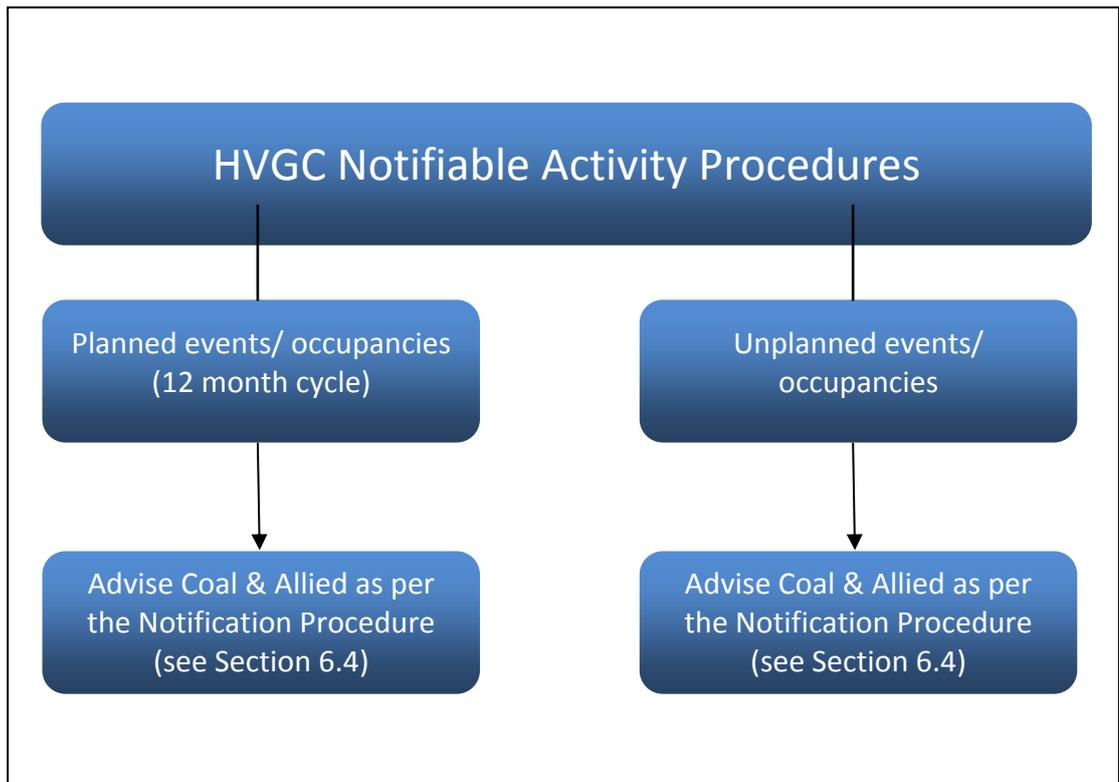 HVGC Notifiable Activity Procedures
Planned events/ occupancies
(12 month cycle)
Unplanned events/
occupancies
Advise Coal & Allied as per
the Notification Procedure
(see Section 6.4)
Advise Coal & Allied as per
the Notification Procedure
(see Section 6.4)